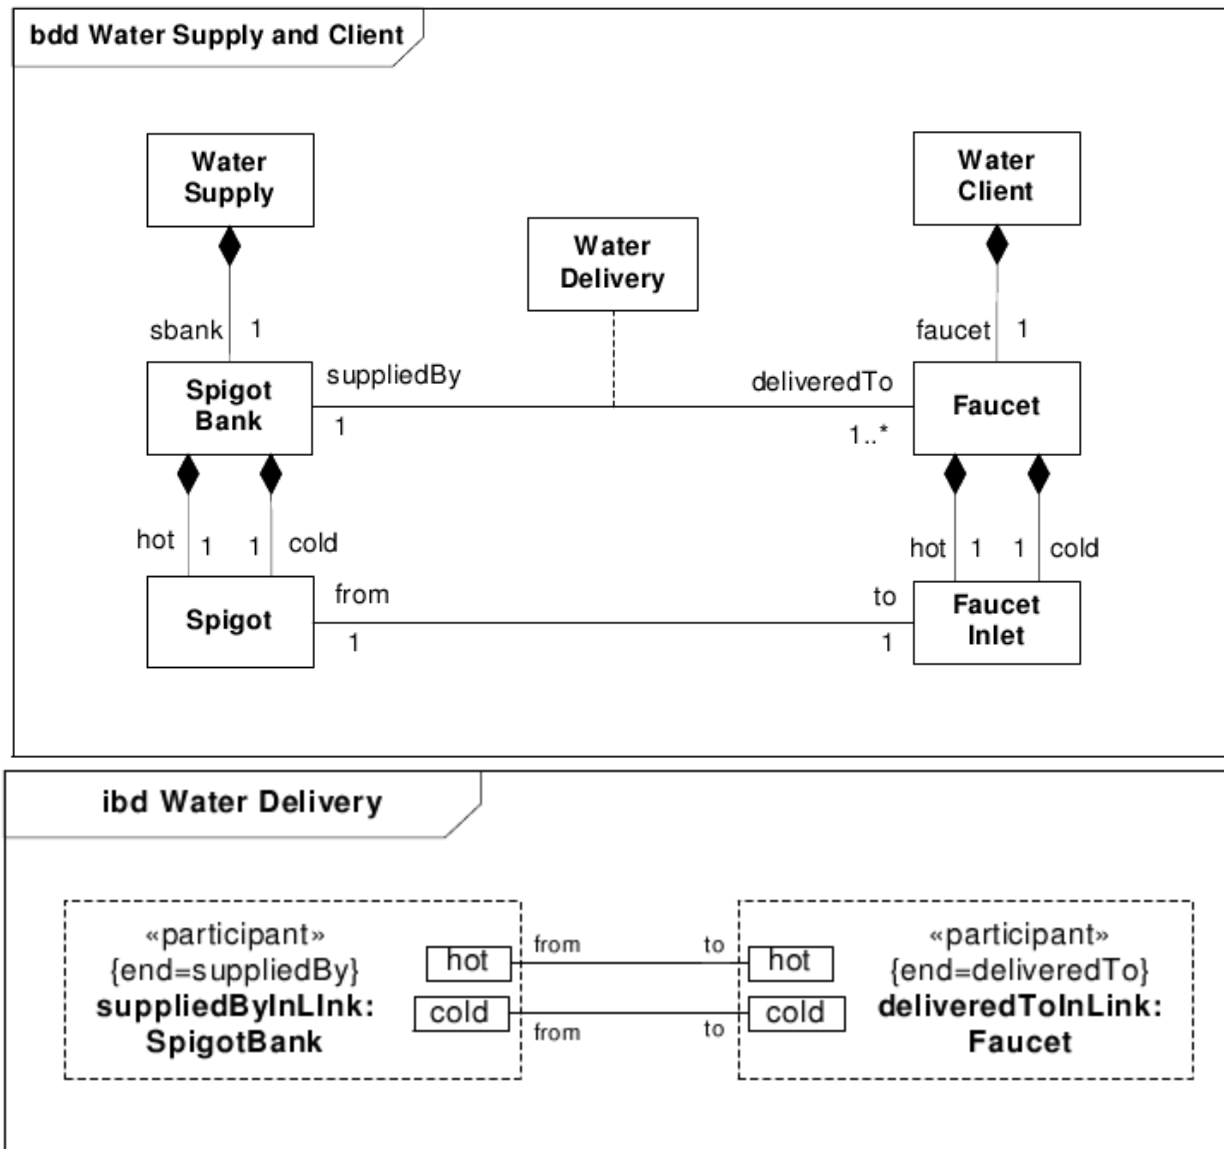 bdd Water Supply and Client
Water
Supply
Water
Client
Water
Delivery
sbank 1
faucet 1
Spigot
Bank
suppliedBy
1
deliveredTo
1..*
Faucet
hot 1 1 cold
hot 1 1 cold
Spigot
from
1
to
1
Faucet
Inlet
ibd Water Delivery
«participant»
{end=suppliedBy}
suppliedByInLInk:
SpigotBank
hot
from
to
hot
cold
from
to
cold
«participant»
{end=deliveredTo}
deliveredToInLink:
Faucet